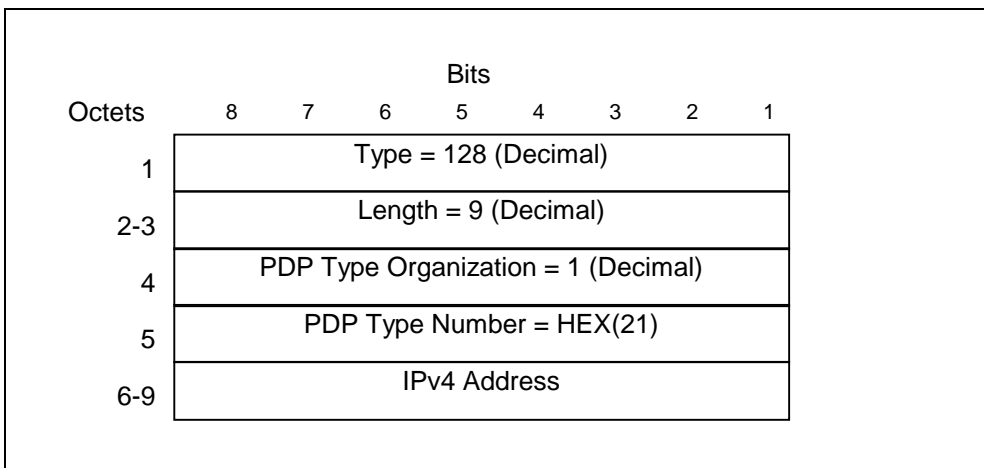 Bits
Octets 8 7 6 5 4 3 2 1
1 Type = 128 (Decimal)
2-3 Length = 9 (Decimal)
4 PDP Type Organization = 1 (Decimal)
5 PDP Type Number = HEX(21)
6-9 IPv4 Address